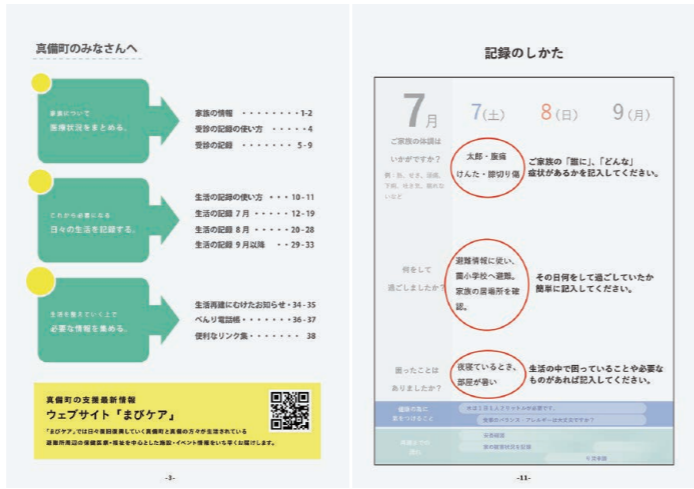 真備町のみなさんへ
家族について
医療状況をまとめる。
家族の情報 ・・・・・・・・1-2
受診の記録の使い方 ・・・・・4
受診の記録 ・・・・・・・・5-9
これから必要になる
日々の生活を記録する。
生活の記録の使い方 ・・・10-11
生活の記録 7月 ・・・・・12-19
生活の記録 8月 ・・・・・20-28
生活の記録 9月以降 ・・29-33
生活を整えていく上で
必要な情報を集める。
生活再建にむけたお知らせ・34-35
べんり電話帳・・・・・・・36-37
便利なリンク集・・・・・・・ 38
真備町の支援最新情報
ウェブサイト「まびケア」
「まびケア」では日々復旧復興していく真備町と真備の方々が生活されている
避難所周辺の保健医療・福祉を中心とした施設・イベント情報をいち早くお届けします。
-3-
記録のしかた
7月 7(土) 8(日) 9(月)
ご家族の体調は
いかがですか?
太郎・腹痛
けんた・膝切り傷
ご家族の「誰に」、「どんな」
症状があるかを記入してください。
何をして
過ごしましたか?
避難情報に従い、
薗小学校へ避難。
家族の居場所を確
認。
その日何をして過ごしていたか
簡単に記入してください。
困ったことは
ありましたか?
夜寝ているとき、
部屋が暑い
生活の中で困っていることや必要な
ものがあれば記入してください。
健康の為に
気をつけること
-11-